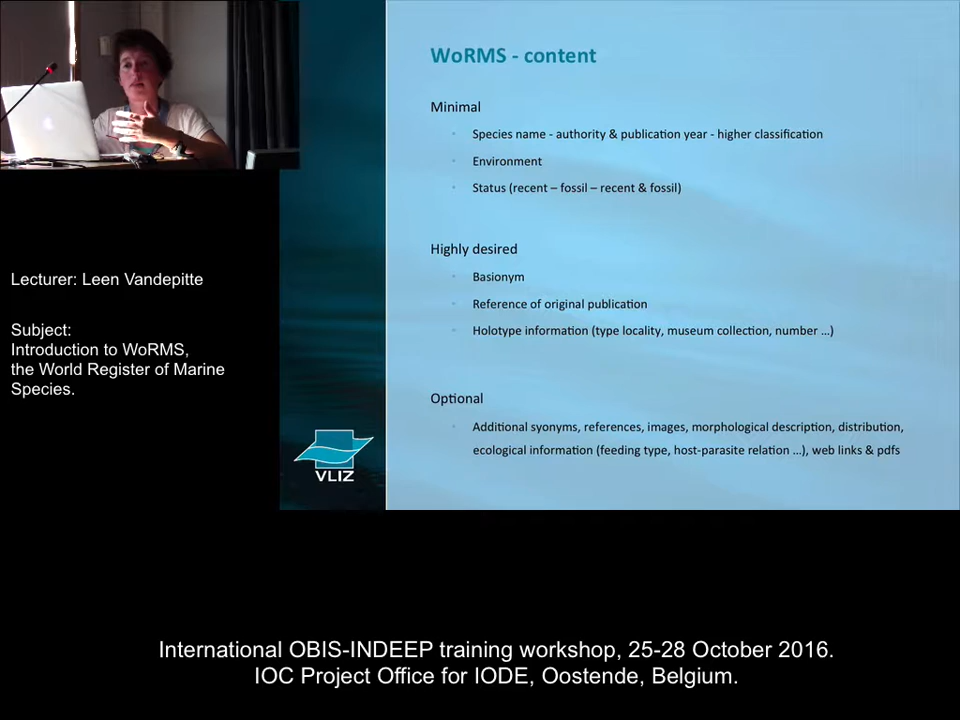 WoRMS - content
Minimal
Species name - authority & publication year - higher classification
Environment
Status (recent – fossil – recent & fossil)
Highly desired
Basionym
Reference of original publication
Holotype information (type locality, museum collection, number ...)
Optional
Additional synonyms, references, images, morphological description, distribution,
ecological information (feeding type, host-parasite relation ...), web links & pdfs
Lecturer: Leen Vandepitte
Subject:
Introduction to WoRMS,
the World Register of Marine
Species.
VLIZ
International OBIS-INDEEP training workshop, 25-28 October 2016.
IOC Project Office for IODE, Oostende, Belgium.